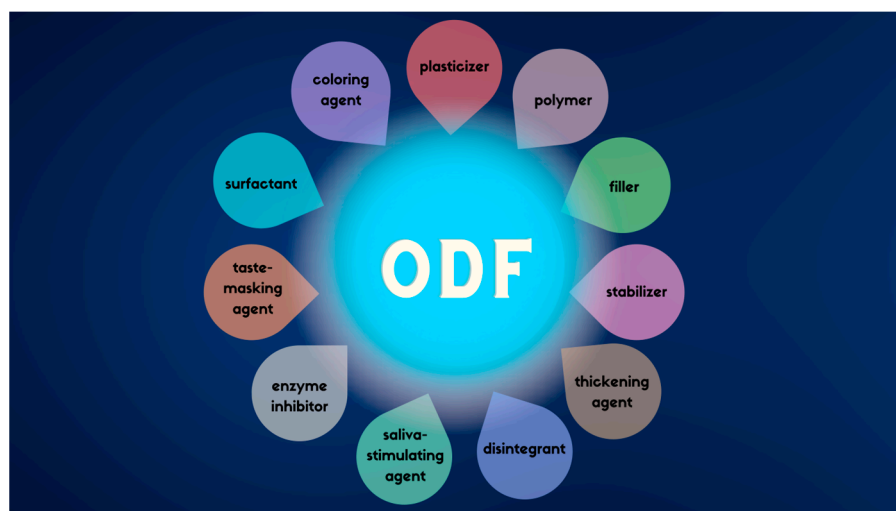 plasticizer
coloring
agent
polymer
surfactant
filler
ODF
taste-
masking
agent
stabilizer
enzyme
inhibitor
thickening
agent
saliva-
stimulating
agent
disintegrant